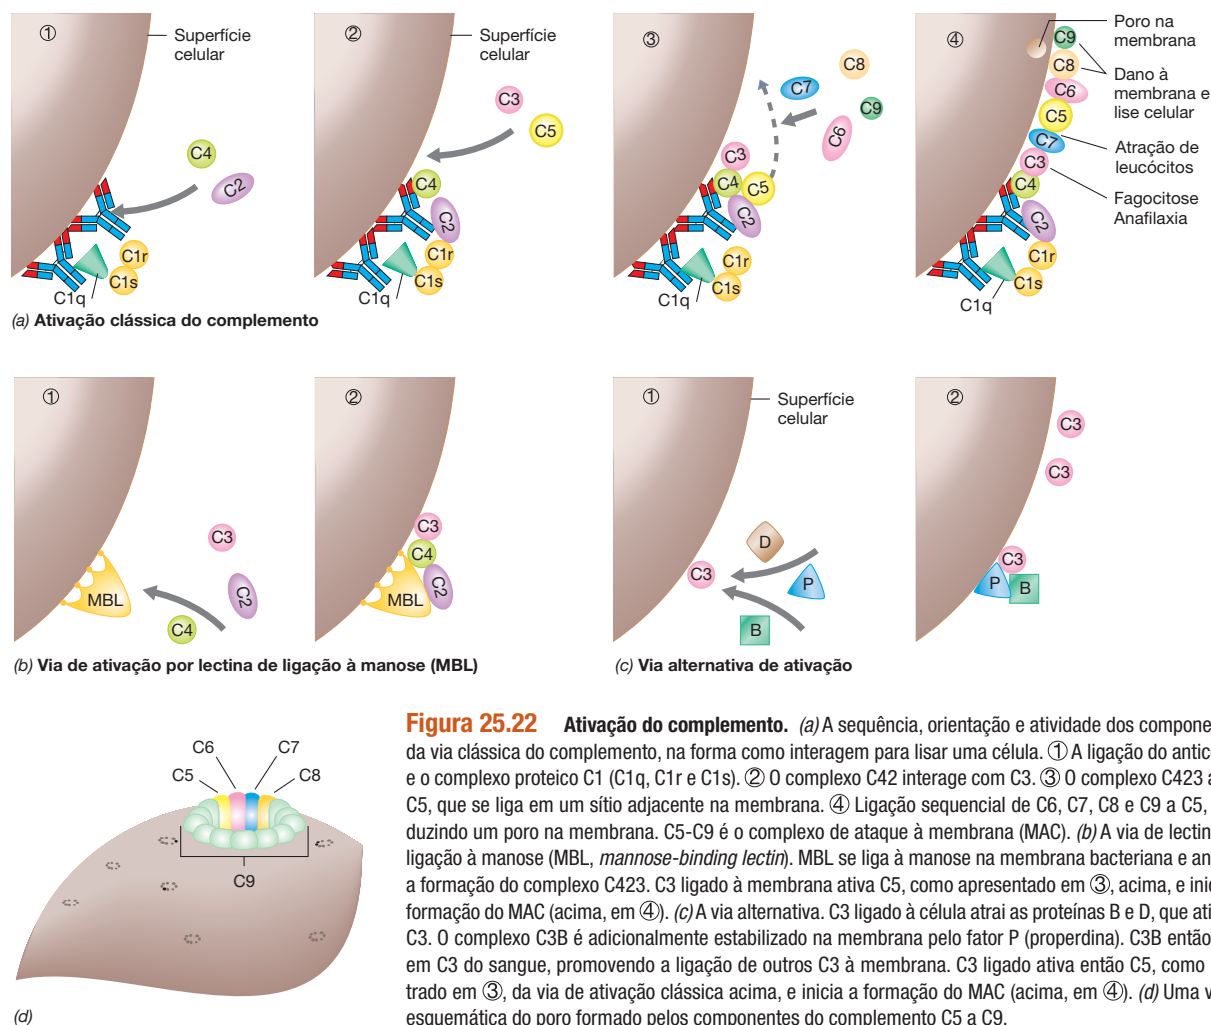 ①
Superfície
celular
C4
C2
C1r
C1s
C1q
②
Superfície
celular
C3
C5
C4
C2
C1r
C1s
C1q
③
C8
C7
C9
C6
C3
C4
C5
C2
C1r
C1s
C1q
④
Poro na
membrana
C9
C8
Dano à
membrana e
lise celular
C6
C5
C7
Atração de
leucócitos
C3
C4
Fagocitose
Anafilaxia
C2
C1r
C1s
C1q
(a) Ativação clássica do complemento
①
C3
MBL
C2
C4
②
C3
C4
MBL
C2
(b) Via de ativação por lectina de ligação à manose (MBL)
①
Superfície
celular
D
C3
P
B
②
C3
C3
C3
P
B
(c) Via alternativa de ativação
C6
C7
C5
C8
C9
(d)
Figura 25.22 Ativação do complemento. (a) A sequência, orientação e atividade dos compone
da via clássica do complemento, na forma como interagem para lisar uma célula. ① A ligação do antic
e o complexo proteico C1 (C1q, C1r e C1s). ② O complexo C42 interage com C3. ③ O complexo C423 a
C5, que se liga em um sítio adjacente na membrana. ④ Ligação sequencial de C6, C7, C8 e C9 a C5,
duzindo um poro na membrana. C5-C9 é o complexo de ataque à membrana (MAC). (b) A via de lectin
ligação à manose (MBL, mannose-binding lectin). MBL se liga à manose na membrana bacteriana e an
a formação do complexo C423. C3 ligado à membrana ativa C5, como apresentado em ③, acima, e inic
formação do MAC (acima, em ④). (c) A via alternativa. C3 ligado à célula atrai as proteínas B e D, que ati
C3. O complexo C3B é adicionalmente estabilizado na membrana pelo fator P (properdina). C3B então
em C3 do sangue, promovendo a ligação de outros C3 à membrana. C3 ligado ativa então C5, como
trado em ③, da via de ativação clássica acima, e inicia a formação do MAC (acima, em ④). (d) Uma v
esquemática do poro formado pelos componentes do complemento C5 a C9.